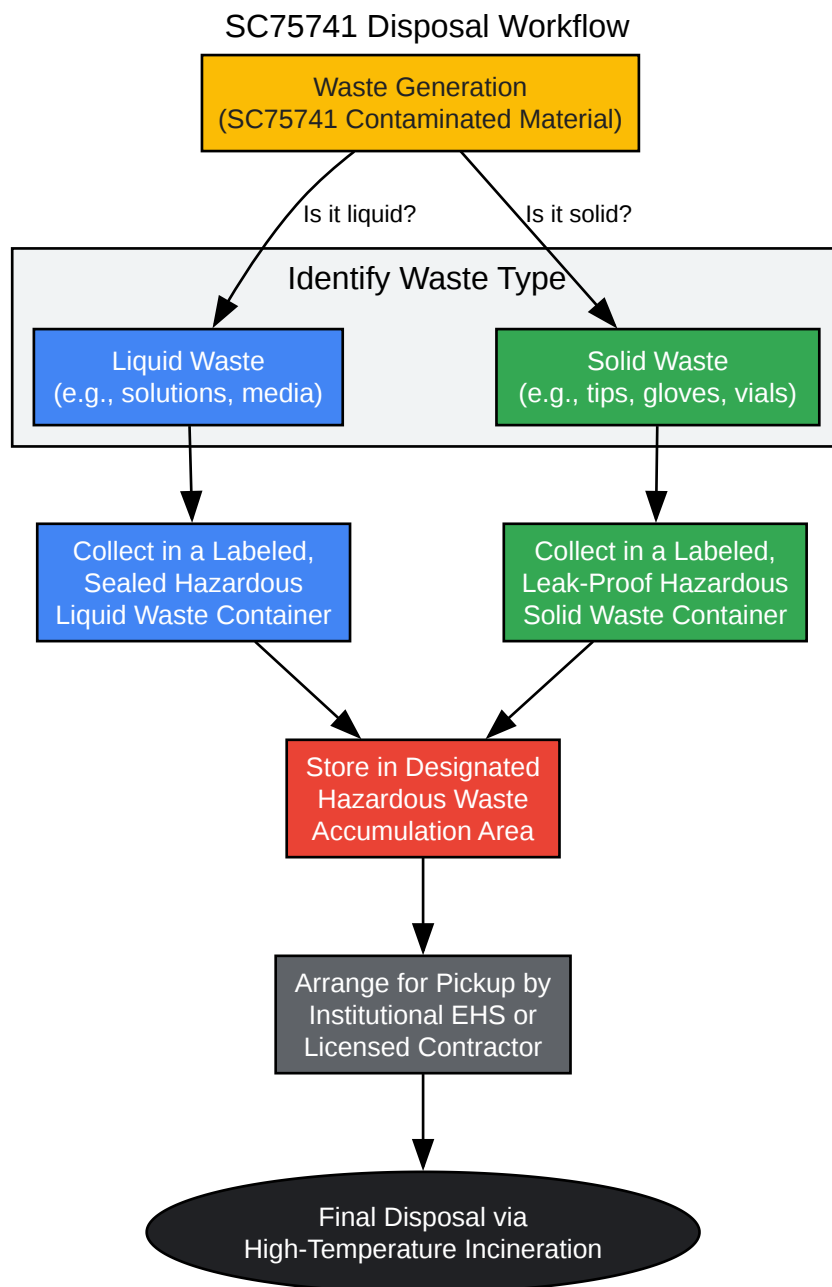 SC75741 Disposal Workflow
Waste Generation
(SC75741 Contaminated Material)
Is it liquid?
Is it solid?
Identify Waste Type
Liquid Waste
(e.g., solutions, media)
Solid Waste
(e.g., tips, gloves, vials)
Collect in a Labeled,
Sealed Hazardous
Liquid Waste Container
Collect in a Labeled,
Leak-Proof Hazardous
Solid Waste Container
Store in Designated
Hazardous Waste
Accumulation Area
Arrange for Pickup by
Institutional EHS or
Licensed Contractor
Final Disposal via
High-Temperature Incineration